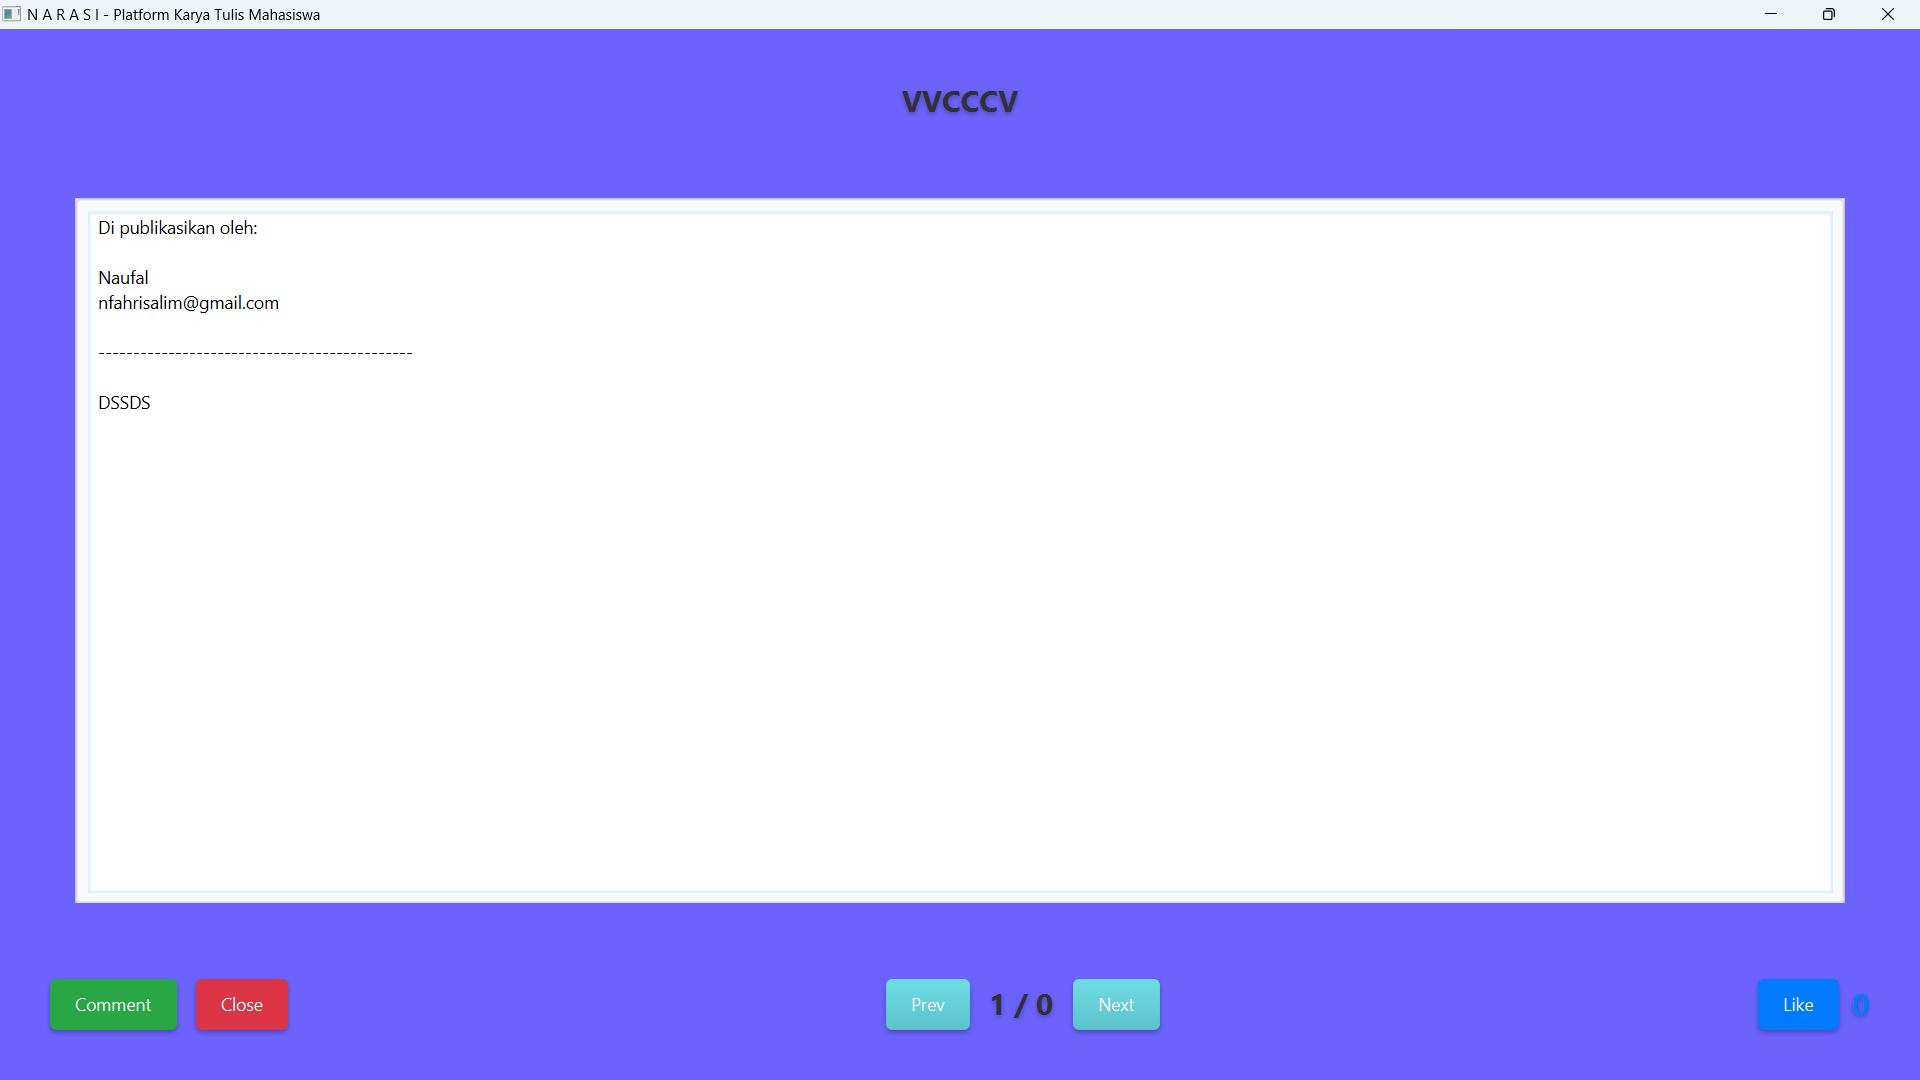 N A R A S I - Platform Karya Tulis Mahasiswa
VVCCCV
Di publikasikan oleh:
Naufal
nfahrisalim@gmail.com
---------------------------------------------
DSSDS
Comment
Close
Prev
1 / 0
Next
Like
0